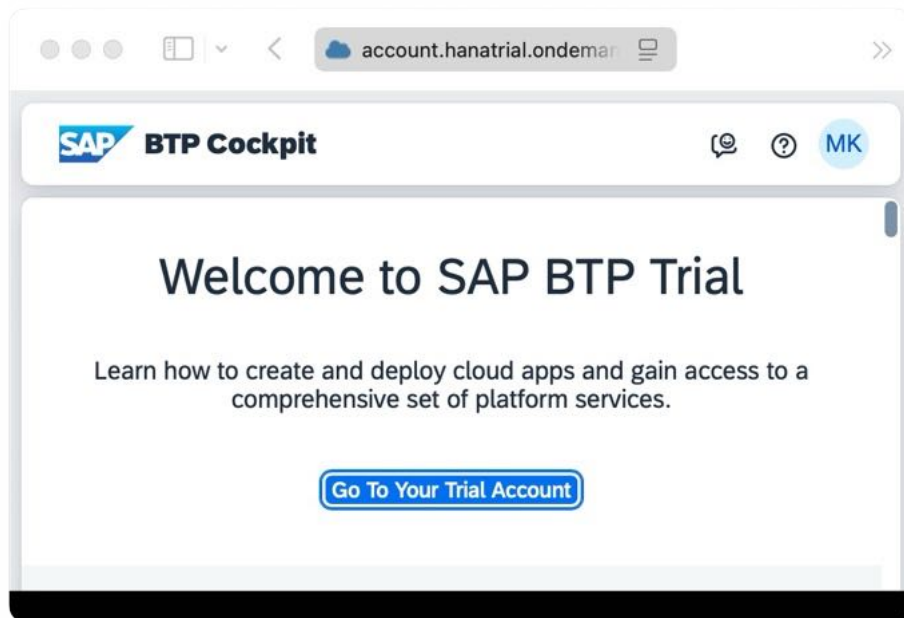 account.hanatrial.ondeman
SAP BTP Cockpit
MK
Welcome to SAP BTP Trial
Learn how to create and deploy cloud apps and gain access to a
comprehensive set of platform services.
Go To Your Trial Account